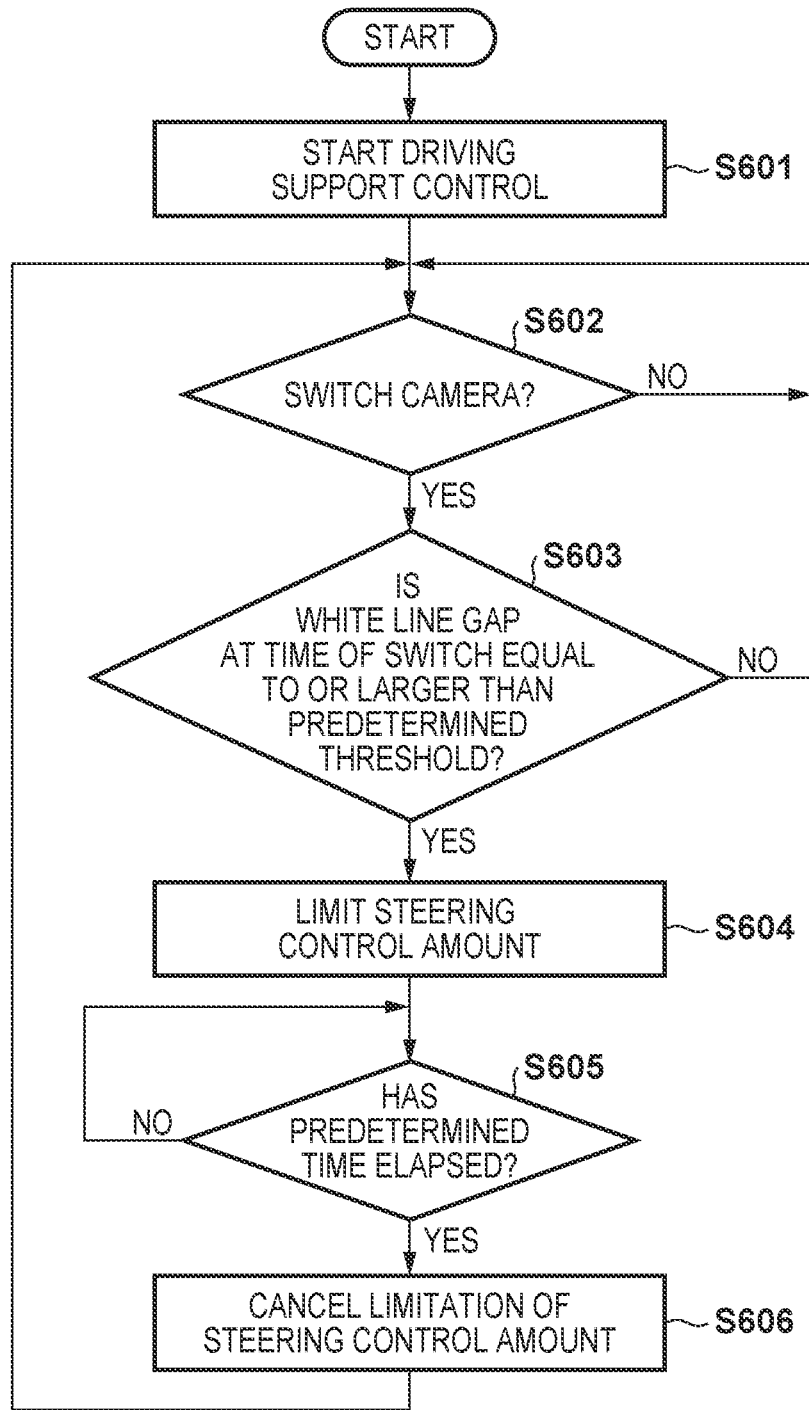 START
START DRIVING
SUPPORT CONTROL
S601
S602
SWITCH CAMERA?
NO
YES
S603
IS
WHITE LINE GAP
AT TIME OF SWITCH EQUAL
TO OR LARGER THAN
PREDETERMINED
THRESHOLD?
NO
YES
LIMIT STEERING
CONTROL AMOUNT
S604
S605
HAS
PREDETERMINED
TIME ELAPSED?
NO
YES
CANCEL LIMITATION OF
STEERING CONTROL AMOUNT
S606